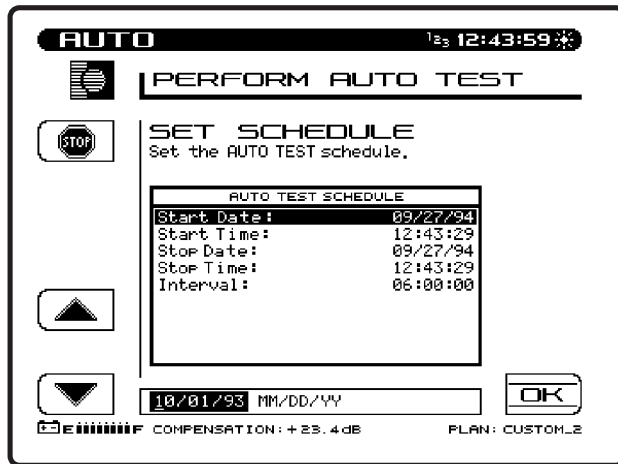 AUTO 123 12:43:59
PERFORM AUTO TEST
STOP
SET SCHEDULE
Set the AUTO TEST schedule.
AUTO TEST SCHEDULE
Start Date: 09/27/94
Start Time: 12:43:29
Stop Date: 09/27/94
Stop Time: 12:43:29
Interval: 06:00:00
10/01/93 MM/DD/YY
OK
E F COMPENSATION:+23.4dB PLAN: CUSTOM_2